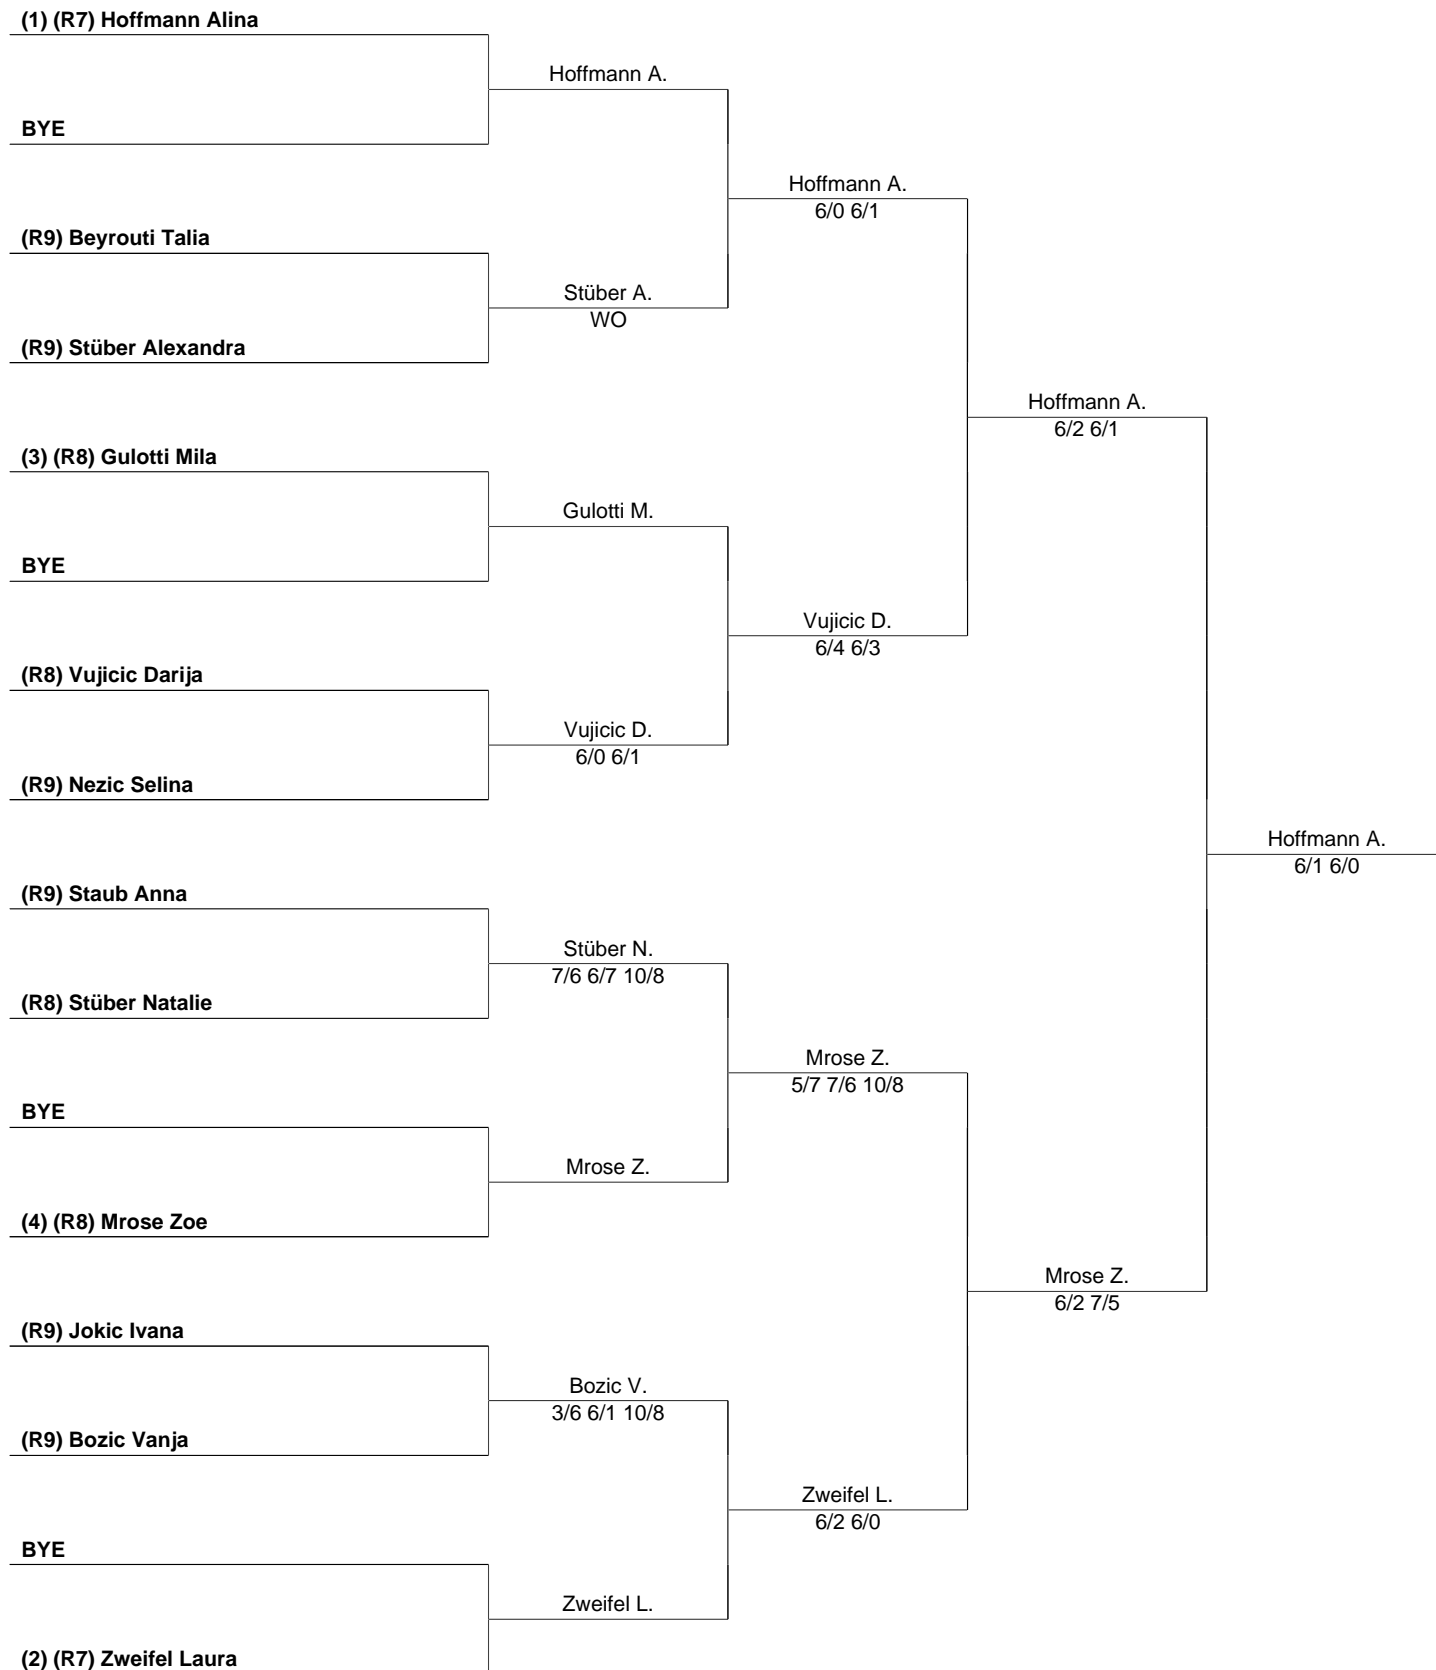 (1) (R7) Hoffmann Alina
Hoffmann A.
BYE
Hoffmann A.
6/0 6/1
(R9) Beyrouti Talia
Stüber A.
WO
(R9) Stüber Alexandra
Hoffmann A.
6/2 6/1
(3) (R8) Gulotti Mila
Gulotti M.
BYE
Vujicic D.
6/4 6/3
(R8) Vujicic Darija
Vujicic D.
6/0 6/1
(R9) Nezic Selina
Hoffmann A.
6/1 6/0
(R9) Staub Anna
Stüber N.
7/6 6/7 10/8
(R8) Stüber Natalie
Mrose Z.
5/7 7/6 10/8
BYE
Mrose Z.
(4) (R8) Mrose Zoe
Mrose Z.
6/2 7/5
(R9) Jokic Ivana
Bozic V.
3/6 6/1 10/8
(R9) Bozic Vanja
Zweifel L.
6/2 6/0
BYE
Zweifel L.
(2) (R7) Zweifel Laura